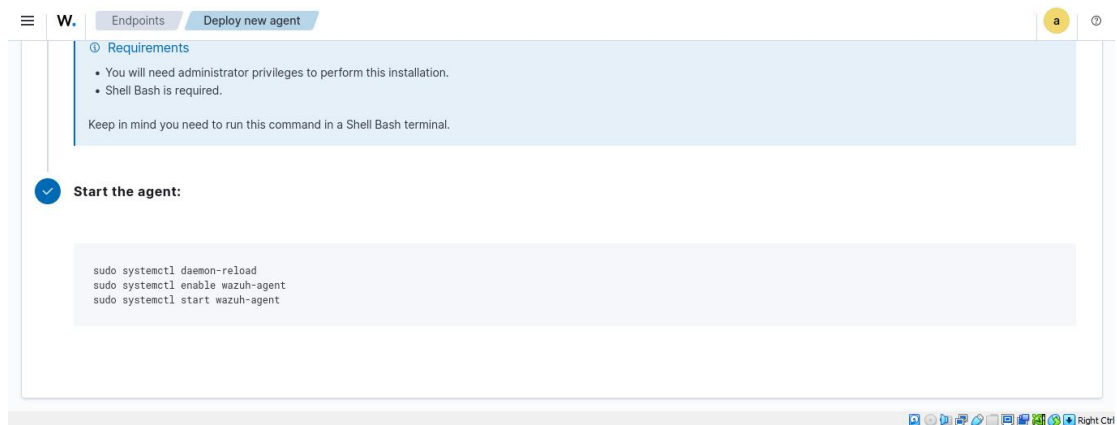 W.
Endpoints
Deploy new agent
a
Requirements
• You will need administrator privileges to perform this installation.
• Shell Bash is required.
Keep in mind you need to run this command in a Shell Bash terminal.
Start the agent:
sudo systemctl daemon-reload
sudo systemctl enable wazuh-agent
sudo systemctl start wazuh-agent
Right Ctrl